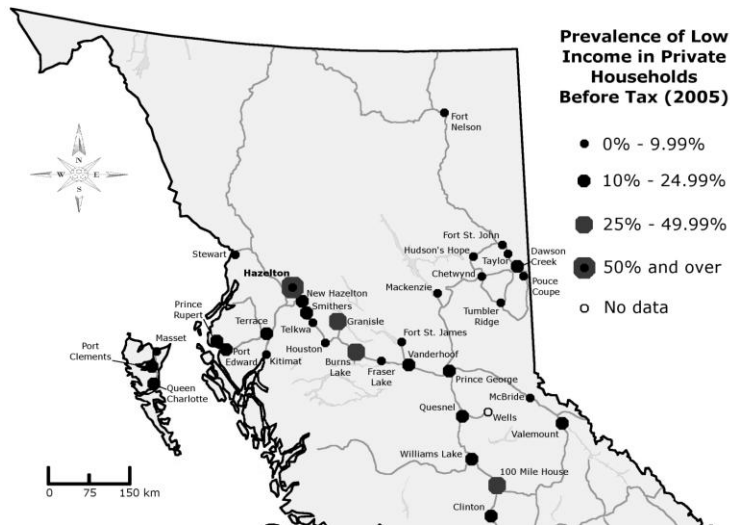 Prevalence of Low
Income in Private
Households
Before Tax (2005)
0% - 9.99%
10% - 24.99%
25% - 49.99%
50% and over
No data
N
W E
S
Fort
Nelson
Fort St. John
Hudson's Hope
Taylor
Dawson
Creek
Stewart
Chetwynd
Pouce
Coupe
Hazelton
Mackenzie
New Hazelton
Tumbler
Ridge
Prince
Rupert
Smithers
Terrace
Telkwa
Granisle
Fort St. James
Masset
Port
Clements
Port
Edward
Kitimat
Houston
Burns
Lake
Fraser
Lake
Vanderhoof
Queen
Charlotte
Prince George
McBride
Quesnel
Wells
Valemount
Williams Lake
100 Mile House
Clinton
0 75 150 km